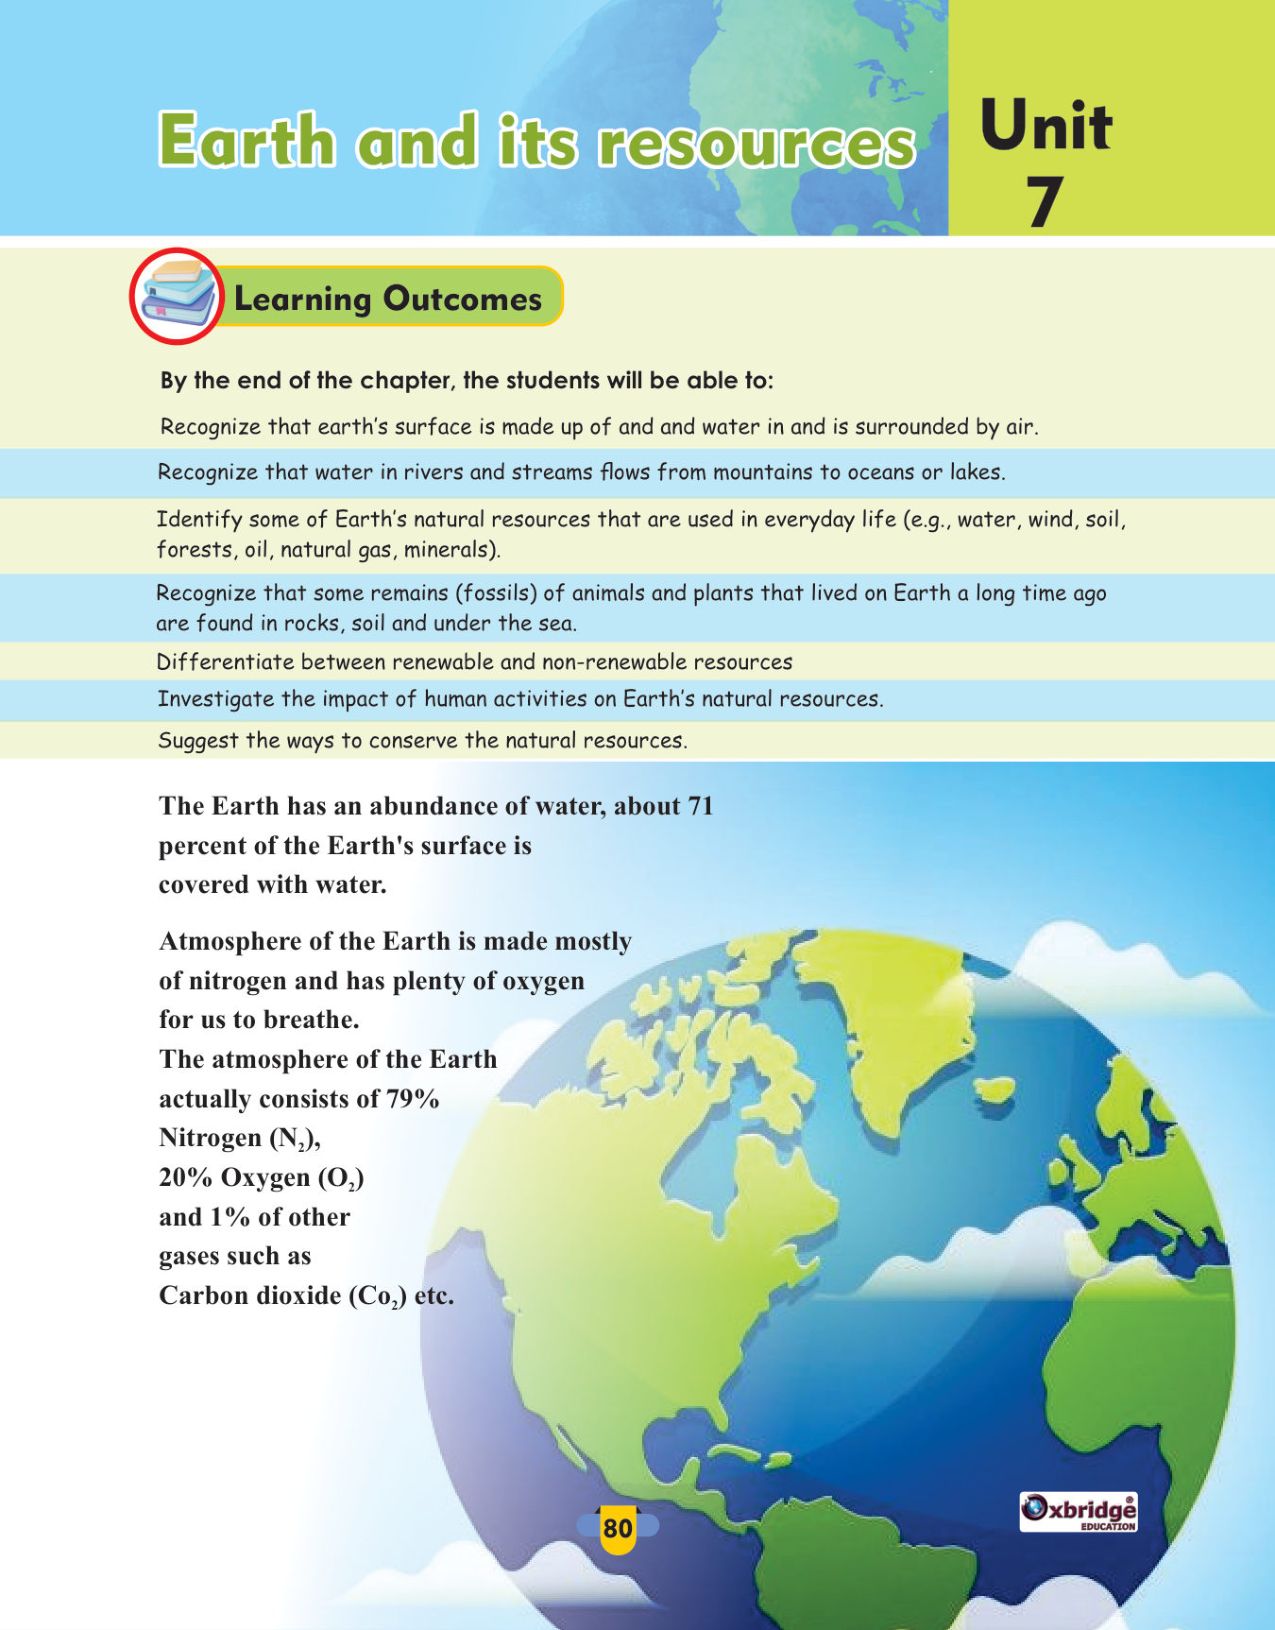 Earth and its resources
Unit
7
Learning Outcomes
By the end of the chapter, the students will be able to:
Recognize that earth's surface is made up of and and water in and is surrounded by air.
Recognize that water in rivers and streams flows from mountains to oceans or lakes.
Identify some of Earth's natural resources that are used in everyday life (e.g., water, wind, soil,
forests, oil, natural gas, minerals).
Recognize that some remains (fossils) of animals and plants that lived on Earth a long time ago
are found in rocks, soil and under the sea.
Differentiate between renewable and non-renewable resources
Investigate the impact of human activities on Earth's natural resources.
Suggest the ways to conserve the natural resources.
The Earth has an abundance of water, about 71
percent of the Earth's surface is
covered with water.
Atmosphere of the Earth is made mostly
of nitrogen and has plenty of oxygen
for us to breathe.
The atmosphere of the Earth
actually consists of 79%
Nitrogen (N₂),
20% Oxygen (O₂)
and 1% of other
gases such as
Carbon dioxide (Co₂) etc.
80
Oxbridge®
EDUCATION